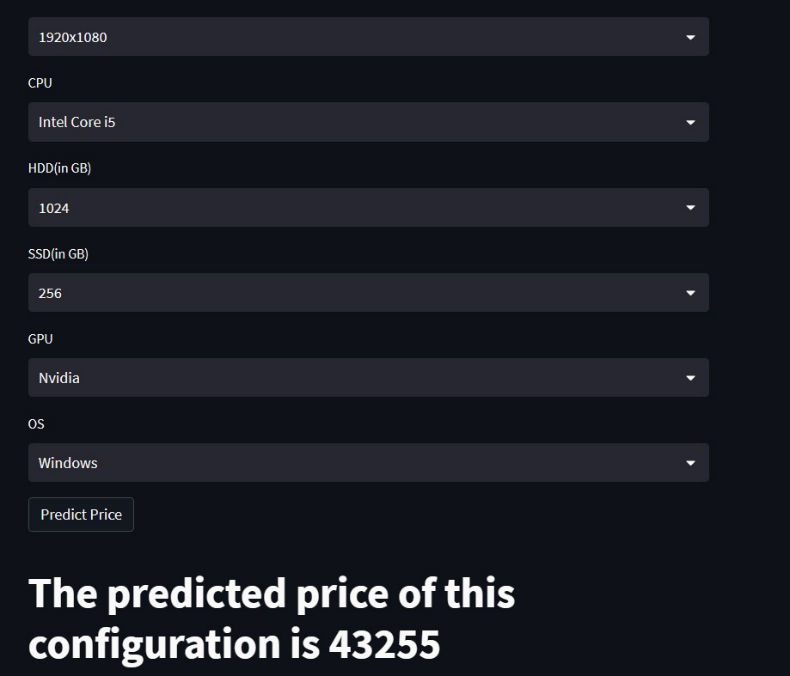 1920x1080
CPU
Intel Core i5
HDD(in GB)
1024
SSD(in GB)
256
GPU
Nvidia
OS
Windows
Predict Price
The predicted price of this
configuration is 43255